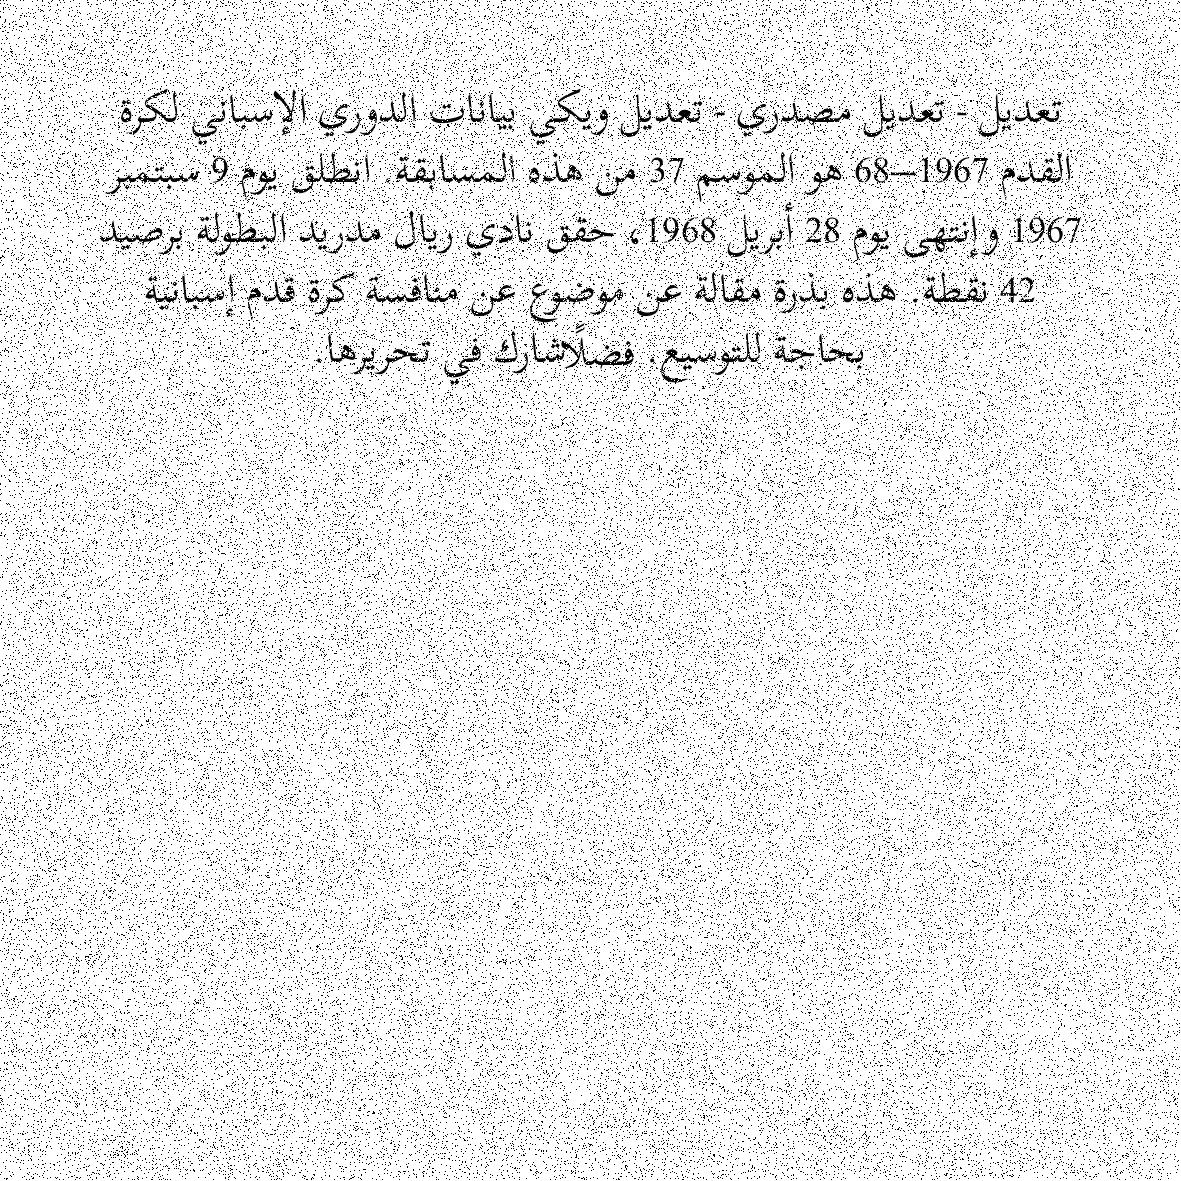 تعديل - تعديل مصدري - تعديل ويكي بيانات الدوري الإسباني لكرة
القدم 1967–68 هو الموسم 37 من هذه المسابقة. انطلق يوم 9 سبتمبر
1967 وإنتهى يوم 28 أبريل 1968، حقق نادي ريال مدريد البطولة برصيد
42 نقطة. هذه بذرة مقالة عن موضوع عن منافسة كرة قدم إسبانية
بحاجة للتوسيع. فضلًاشارك في تحريرها.